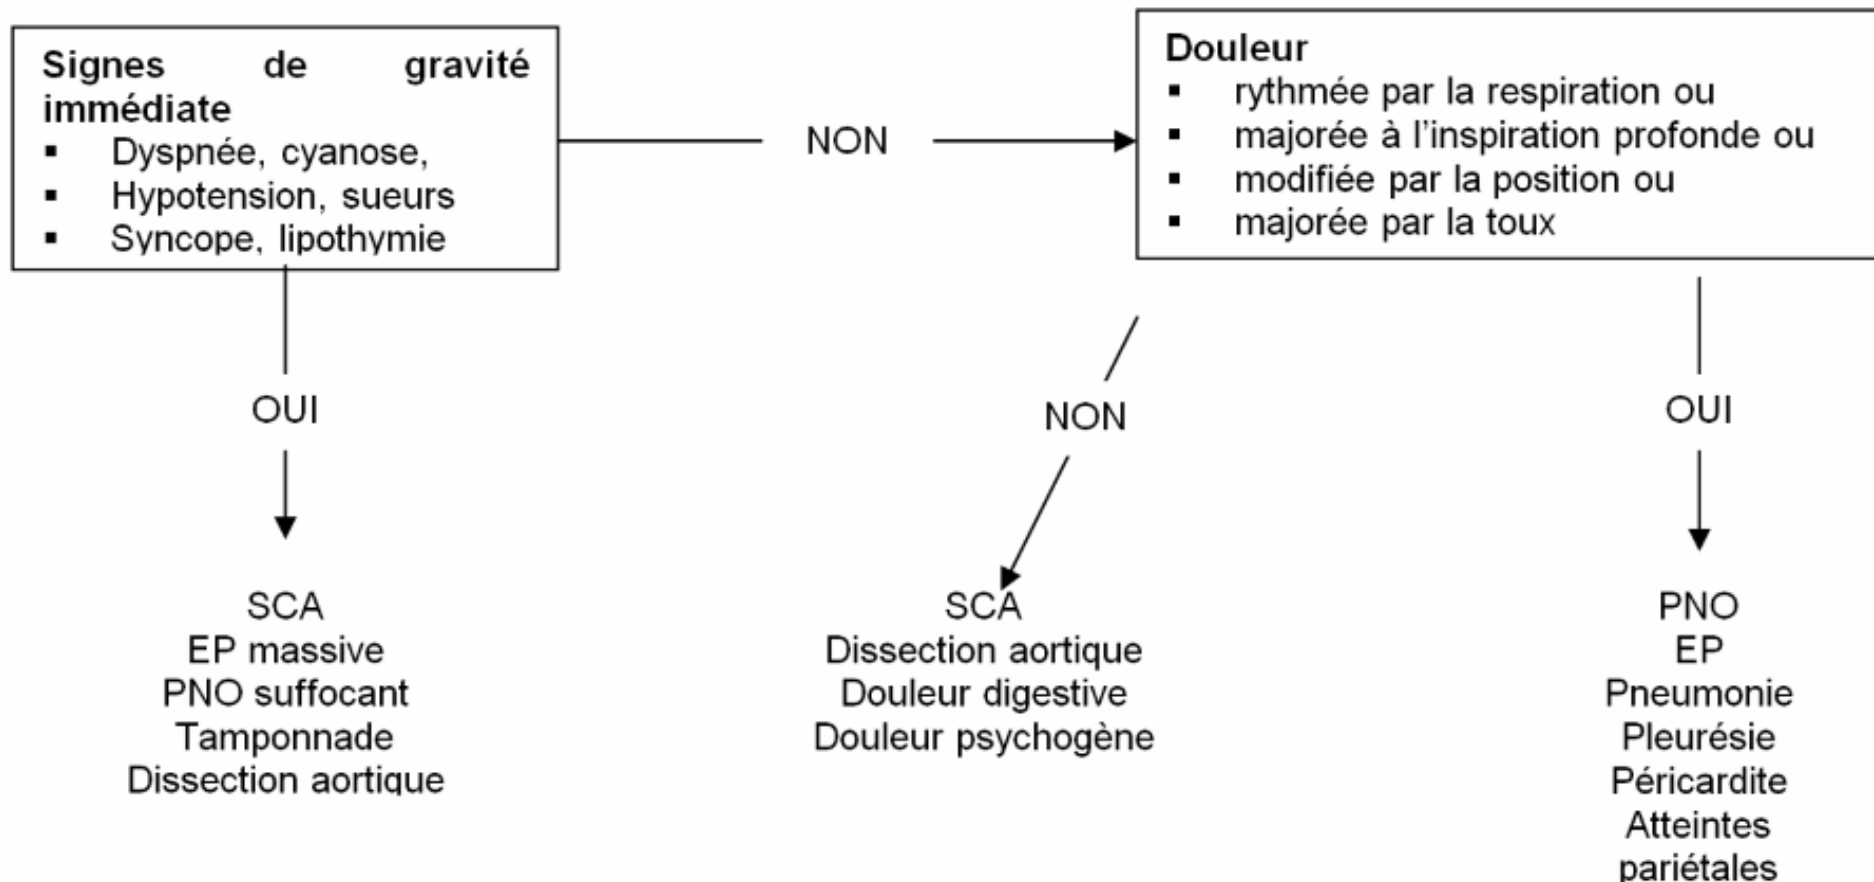 Signes de gravité
immédiate
▪ Dyspnée, cyanose,
▪ Hypotension, sueurs
▪ Syncope, lipothymie
NON
Douleur
▪ rythmée par la respiration ou
▪ majorée à l'inspiration profonde ou
▪ modifiée par la position ou
▪ majorée par la toux
OUI
NON
OUI
SCA
EP massive
PNO suffocant
Tamponnade
Dissection aortique
SCA
Dissection aortique
Douleur digestive
Douleur psychogène
PNO
EP
Pneumonie
Pleurésie
Péricardite
Atteintes
pariétales